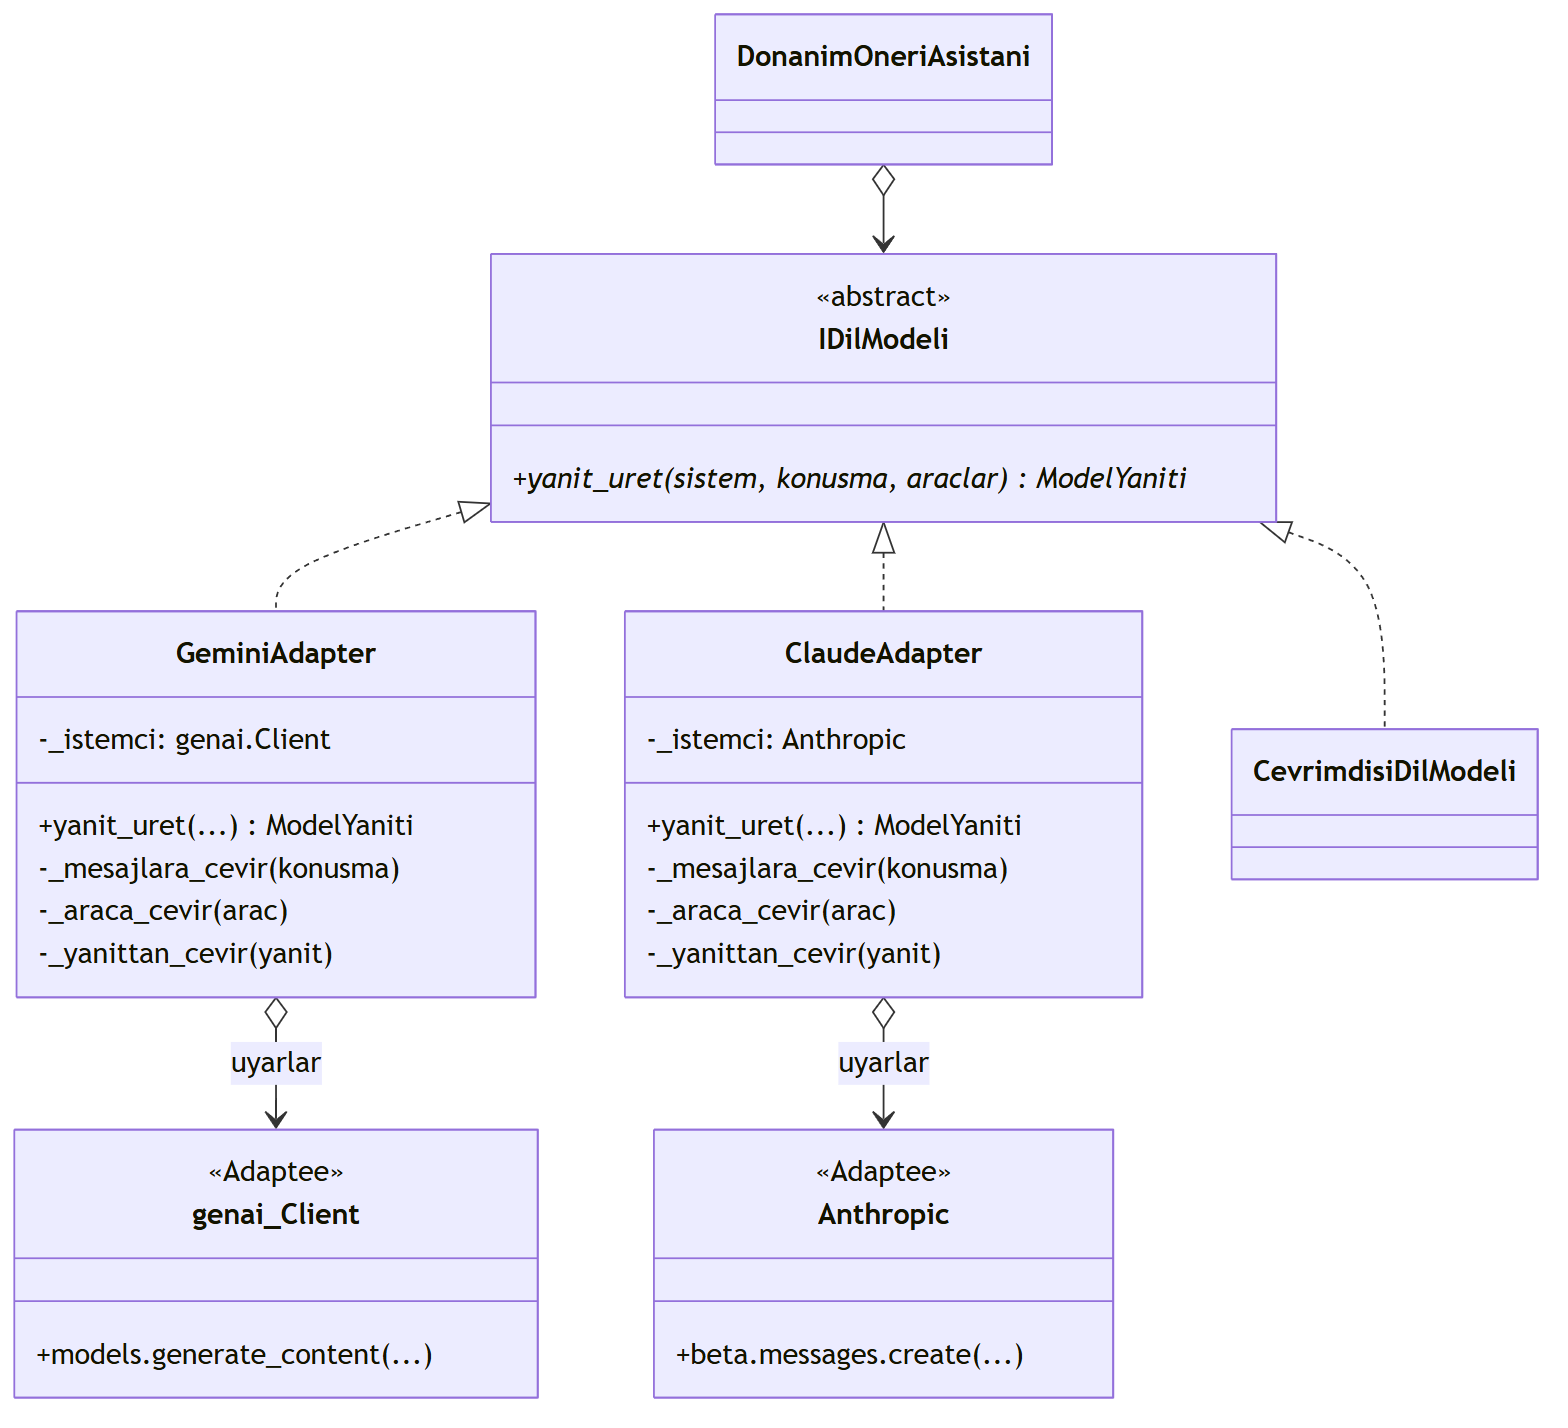 DonanimOneriAsistani
«abstract»
IDilModeli
+yanit_uret(sistem, konusma, araclar) : ModelYaniti
GeminiAdapter
-_istemci: genai.Client
+yanit_uret(...) : ModelYaniti
-_mesajlara_cevir(konusma)
-_araca_cevir(arac)
-_yanittan_cevir(yanit)
ClaudeAdapter
-_istemci: Anthropic
+yanit_uret(...) : ModelYaniti
-_mesajlara_cevir(konusma)
-_araca_cevir(arac)
-_yanittan_cevir(yanit)
CevrimdisiDilModeli
uyarlar
uyarlar
«Adaptee»
genai_Client
+models.generate_content(...)
«Adaptee»
Anthropic
+beta.messages.create(...)